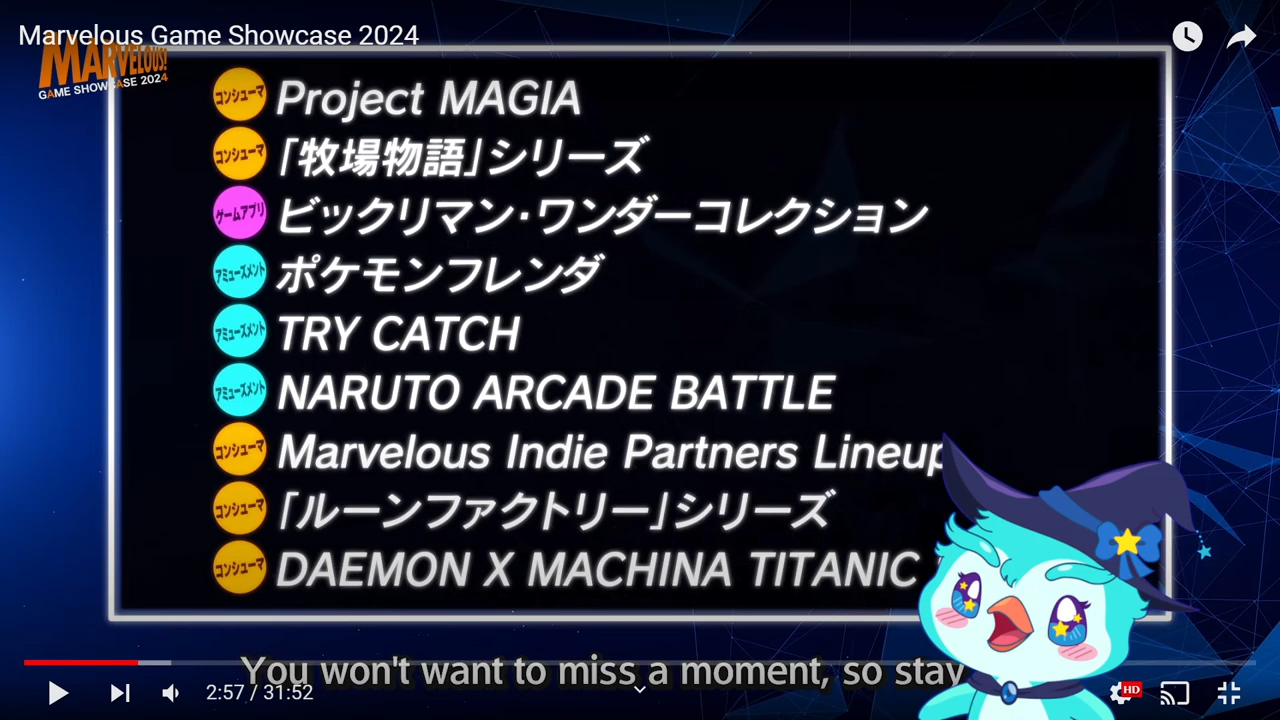 Marvelous Game Showcase 2024
MARVELOUS!
GAME SHOWCASE 2024
コンシューマ Project MAGIA
コンシューマ 「牧場物語」シリーズ
ゲームアプリ ビックリマン・ワンダーコレクション
アミューズメント ポケモンフレンダ
アミューズメント TRY CATCH
アミューズメント NARUTO ARCADE BATTLE
コンシューマ Marvelous Indie Partners Lineup
コンシューマ 「ルーンファクトリー」シリーズ
コンシューマ DAEMON X MACHINA TITANIC
You won't want to miss a moment, so stay
2:57 / 31:52
HD